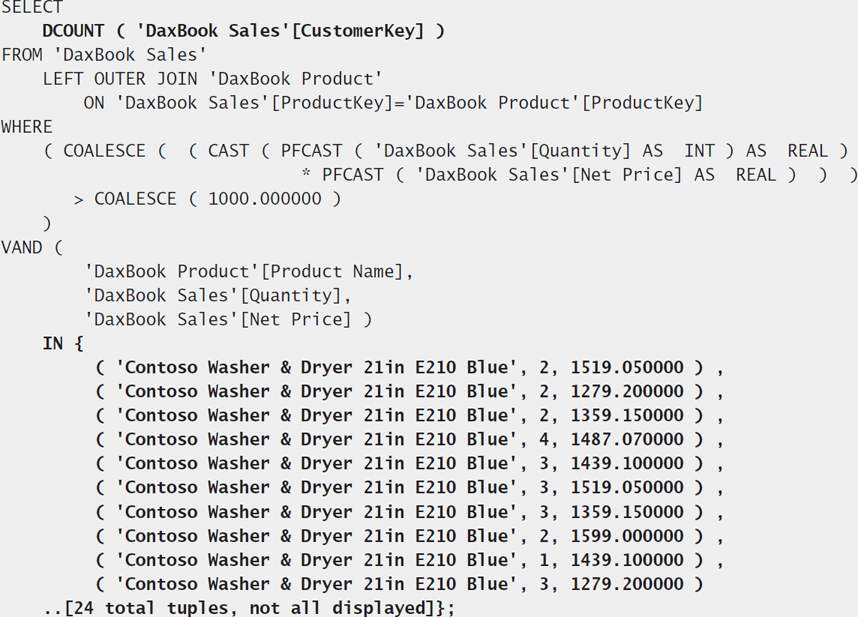 SELECT
DCOUNT ( 'DaxBook Sales'[CustomerKey] )
FROM 'DaxBook Sales'
LEFT OUTER JOIN 'DaxBook Product'
ON 'DaxBook Sales'[ProductKey]='DaxBook Product'[ProductKey]
WHERE
( COALESCE ( ( CAST ( PFCAST ( 'DaxBook Sales'[Quantity] AS INT ) AS REAL )
* PFCAST ( 'DaxBook Sales'[Net Price] AS REAL ) ) )
> COALESCE ( 1000.000000 )
)
VAND (
'DaxBook Product'[Product Name],
'DaxBook Sales'[Quantity],
'DaxBook Sales'[Net Price] )
IN {
( 'Contoso Washer & Dryer 21in E210 Blue', 2, 1519.050000 ) ,
( 'Contoso Washer & Dryer 21in E210 Blue', 2, 1279.200000 ) ,
( 'Contoso Washer & Dryer 21in E210 Blue', 2, 1359.150000 ) ,
( 'Contoso Washer & Dryer 21in E210 Blue', 4, 1487.070000 ) ,
( 'Contoso Washer & Dryer 21in E210 Blue', 3, 1439.100000 ) ,
( 'Contoso Washer & Dryer 21in E210 Blue', 3, 1519.050000 ) ,
( 'Contoso Washer & Dryer 21in E210 Blue', 3, 1359.150000 ) ,
( 'Contoso Washer & Dryer 21in E210 Blue', 2, 1599.000000 ) ,
( 'Contoso Washer & Dryer 21in E210 Blue', 1, 1439.100000 ) ,
( 'Contoso Washer & Dryer 21in E210 Blue', 3, 1279.200000 )
..[24 total tuples, not all displayed]};